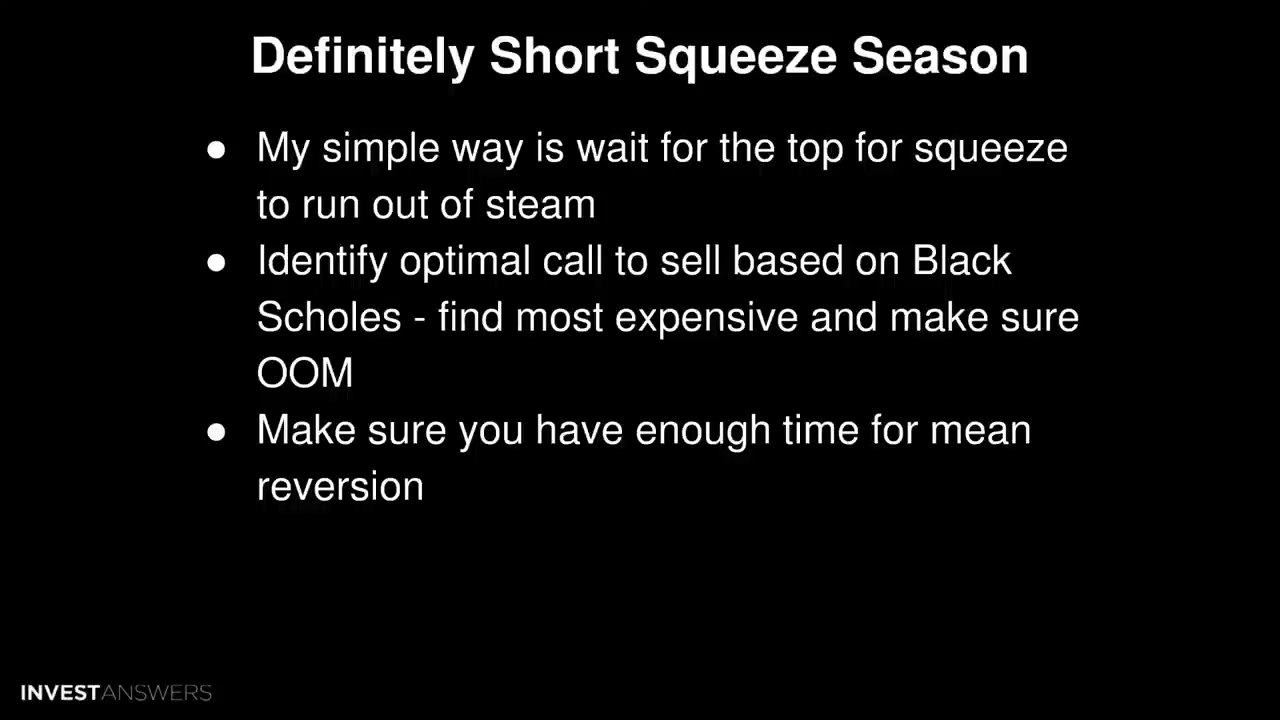 Definitely Short Squeeze Season
● My simple way is wait for the top for squeeze
to run out of steam
● Identify optimal call to sell based on Black
Scholes - find most expensive and make sure
OOM
● Make sure you have enough time for mean
reversion
INVESTANSWERS